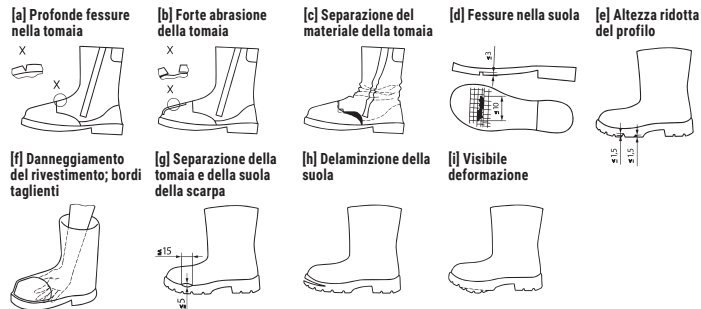 [a] Profonde fessure
nella tomaia
[b] Forte abrasione
della tomaia
[c] Separazione del
materiale della tomaia
[d] Fessure nella suola
[e] Altezza ridotta
del profilo
X
X
X
X
≤3
≤10
≤1,5
≤1,5
[f] Danneggiamento
del rivestimento; bordi
taglienti
[g] Separazione della
tomaia e della suola
della scarpa
[h] Delaminzione della
suola
[i] Visibile
deformazione
≤15
≤5